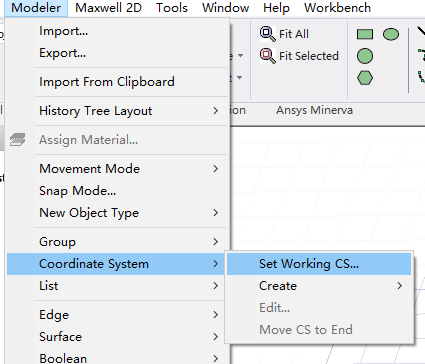 Modeler Maxwell 2D Tools Window Help Workbench
Import...
Export...
Import From Clipboard
History Tree Layout
Assign Material...
Movement Mode
Snap Mode...
New Object Type
Group
Coordinate System
List
Edge
Surface
Boolean
Fit All
Fit Selected
Ansys Minerva
Set Working CS...
Create
Edit...
Move CS to End